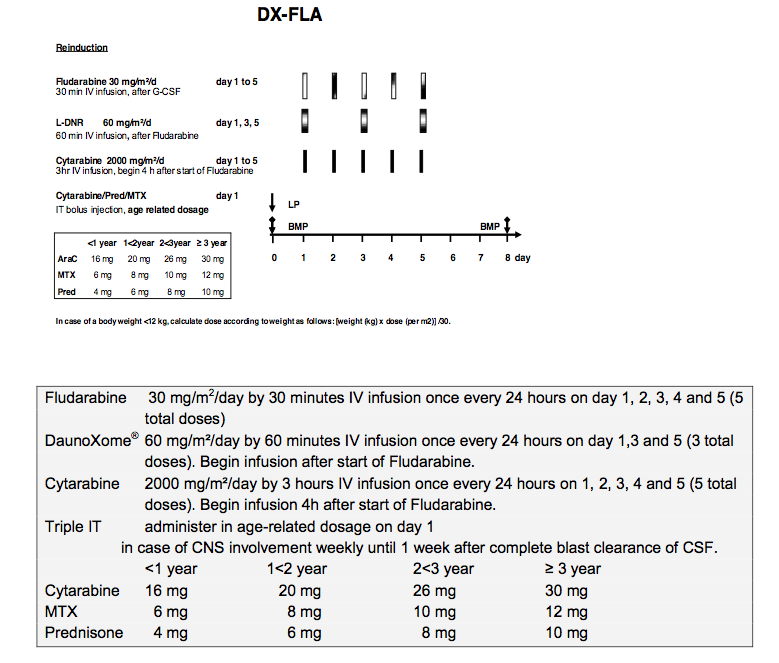 DX-FLA
Reinduction
Fludarabine 30 mg/m²/d day 1 to 5
30 min IV infusion, after G-CSF
L-DNR 60 mg/m²/d day 1, 3, 5
60 min IV infusion, after Fludarabine
Cytarabine 2000 mg/m²/d day 1 to 5
3hr IV infusion, begin 4 h after start of Fludarabine
Cytarabine/Pred/MTX day 1
IT bolus injection, age related dosage
LP
BMP BMP
0 1 2 3 4 5 6 7 8 day
<1 year 1<2year 2<3year ≥ 3 year
AraC 16 mg 20 mg 26 mg 30 mg
MTX 6 mg 8 mg 10 mg 12 mg
Pred 4 mg 6 mg 8 mg 10 mg
In case of a body weight <12 kg, calculate dose according to weight as follows: [weight (kg) x dose (per m2)] /30.
Fludarabine 30 mg/m²/day by 30 minutes IV infusion once every 24 hours on day 1, 2, 3, 4 and 5 (5
total doses)
DaunoXome® 60 mg/m²/day by 60 minutes IV infusion once every 24 hours on day 1,3 and 5 (3 total
doses). Begin infusion after start of Fludarabine.
Cytarabine 2000 mg/m²/day by 3 hours IV infusion once every 24 hours on 1, 2, 3, 4 and 5 (5 total
doses). Begin infusion 4h after start of Fludarabine.
Triple IT administer in age-related dosage on day 1
in case of CNS involvement weekly until 1 week after complete blast clearance of CSF.
<1 year 1<2 year 2<3 year ≥ 3 year
Cytarabine 16 mg 20 mg 26 mg 30 mg
MTX 6 mg 8 mg 10 mg 12 mg
Prednisone 4 mg 6 mg 8 mg 10 mg